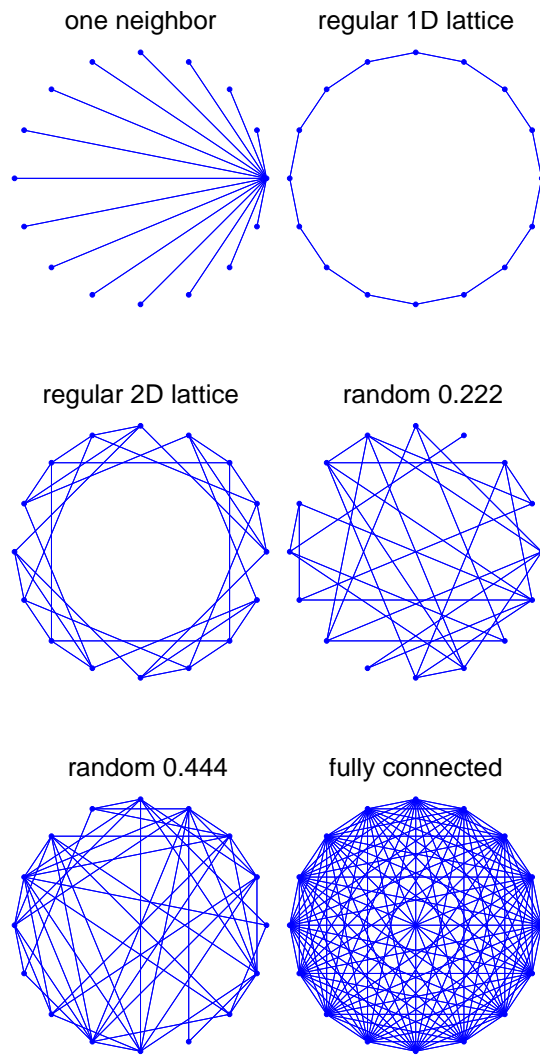 one neighbor
regular 1D lattice
regular 2D lattice
random 0.222
random 0.444
fully connected